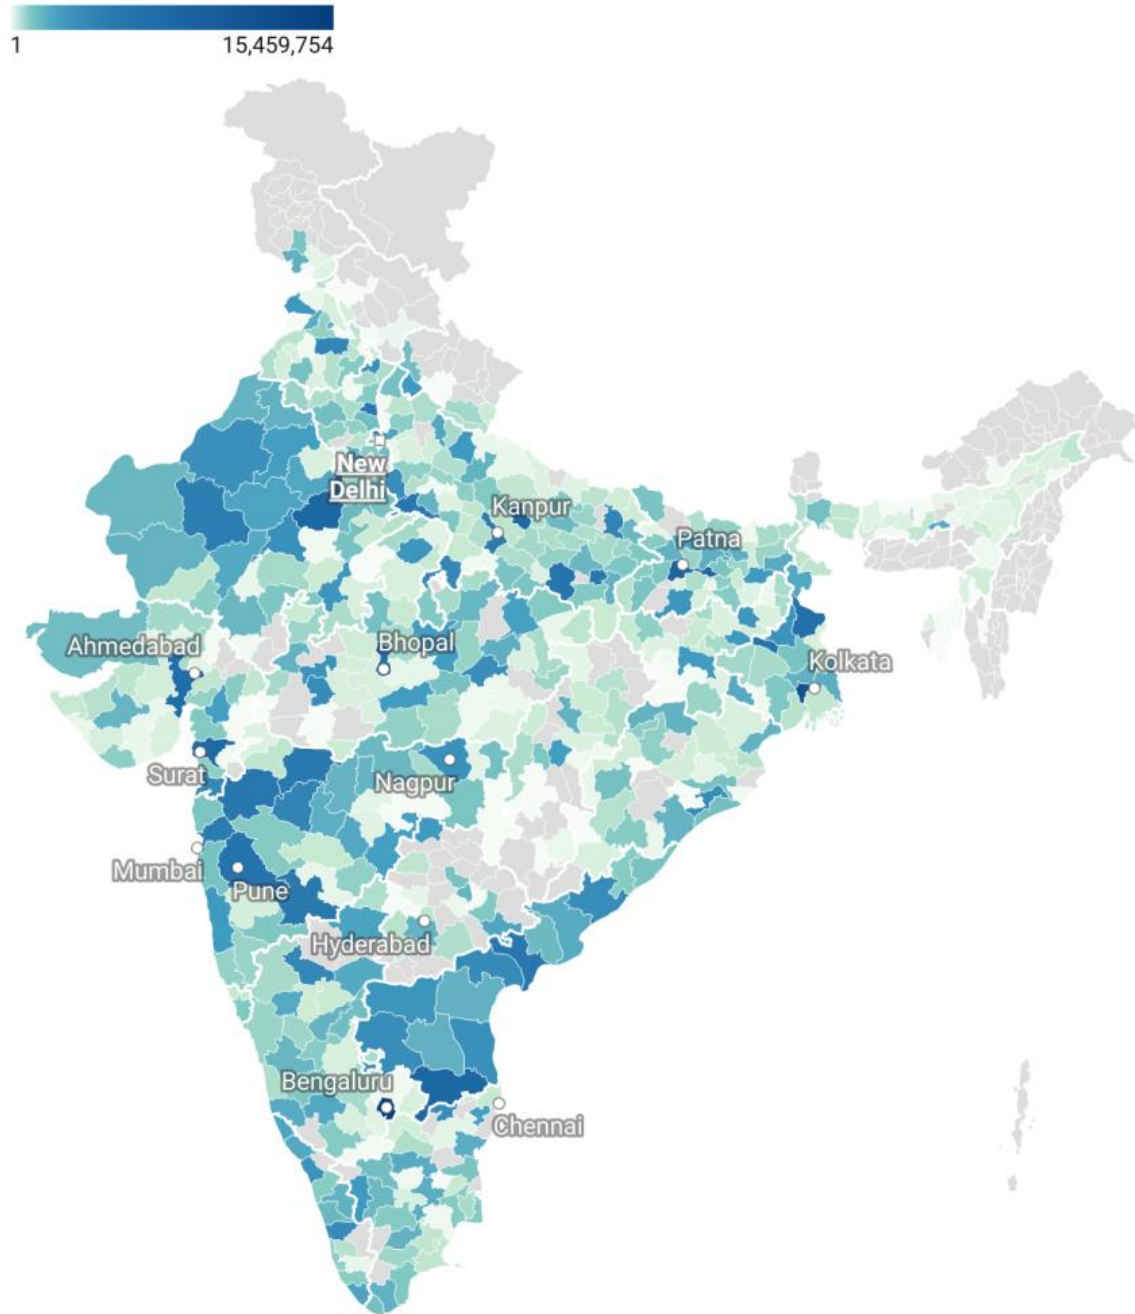 1 15,459,754
New
Delhi
Kanpur
Patna
Ahmedabad
Bhopal
Kolkata
Surat
Nagpur
Mumbai
Pune
Hyderabad
Bengaluru
Chennai